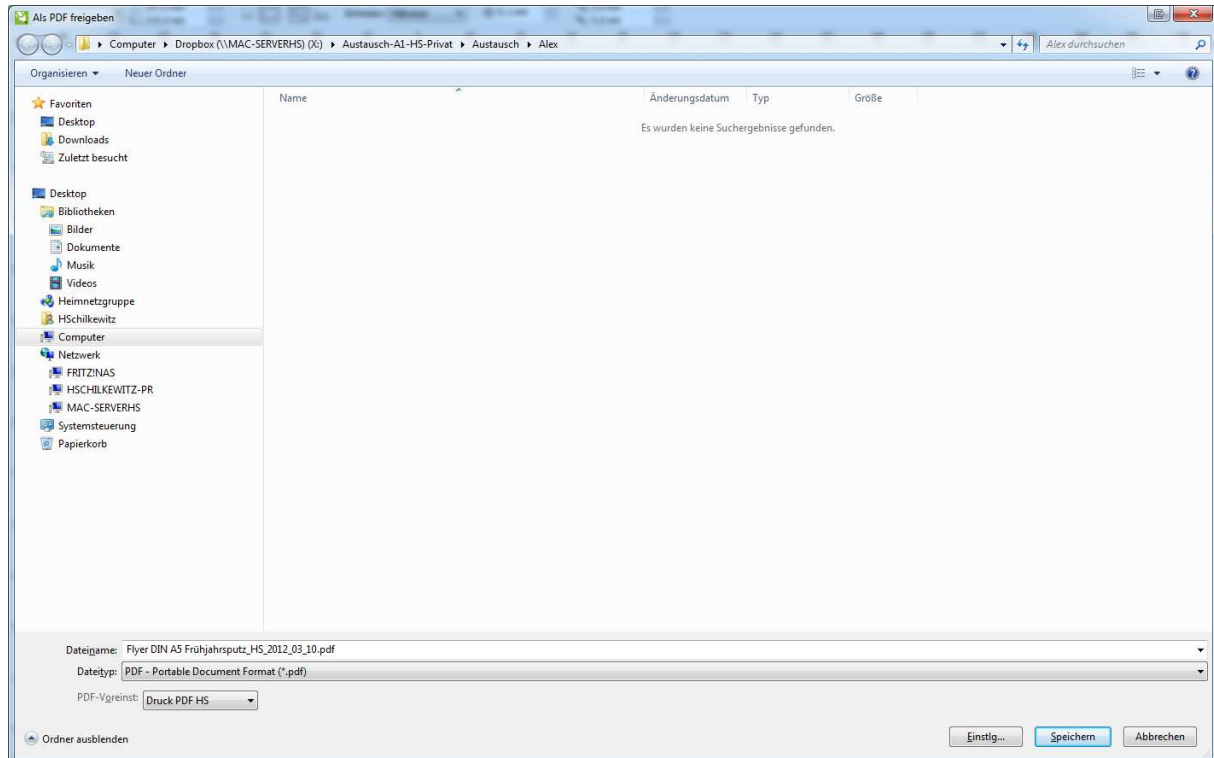 Als PDF freigeben
Computer ▸ Dropbox (\\MAC-SERVERHS) (X:) ▸ Austausch-A1-HS-Privat ▸ Austausch ▸ Alex
Alex durchsuchen
Organisieren
Neuer Ordner
Name
Änderungsdatum
Typ
Größe
Es wurden keine Suchergebnisse gefunden.
Favoriten
Desktop
Downloads
Zuletzt besucht
Desktop
Bibliotheken
Bilder
Dokumente
Musik
Videos
Heimnetzgruppe
HSchilkewitz
Computer
Netzwerk
FRITZ!NAS
HSCHILKEWITZ-PR
MAC-SERVERHS
Systemsteuerung
Papierkorb
Dateiname: Flyer DIN A5 Frühjahrsputz_HS_2012_03_10.pdf
Dateityp: PDF - Portable Document Format (*.pdf)
PDF-Voreinst: Druck PDF HS
Ordner ausblenden
Einstlg...
Speichern
Abbrechen